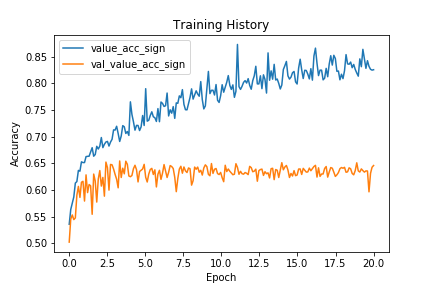 Training History
value_acc_sign
val_value_acc_sign
Accuracy
0.85
0.80
0.75
0.70
0.65
0.60
0.55
0.50
0.0 2.5 5.0 7.5 10.0 12.5 15.0 17.5 20.0
Epoch